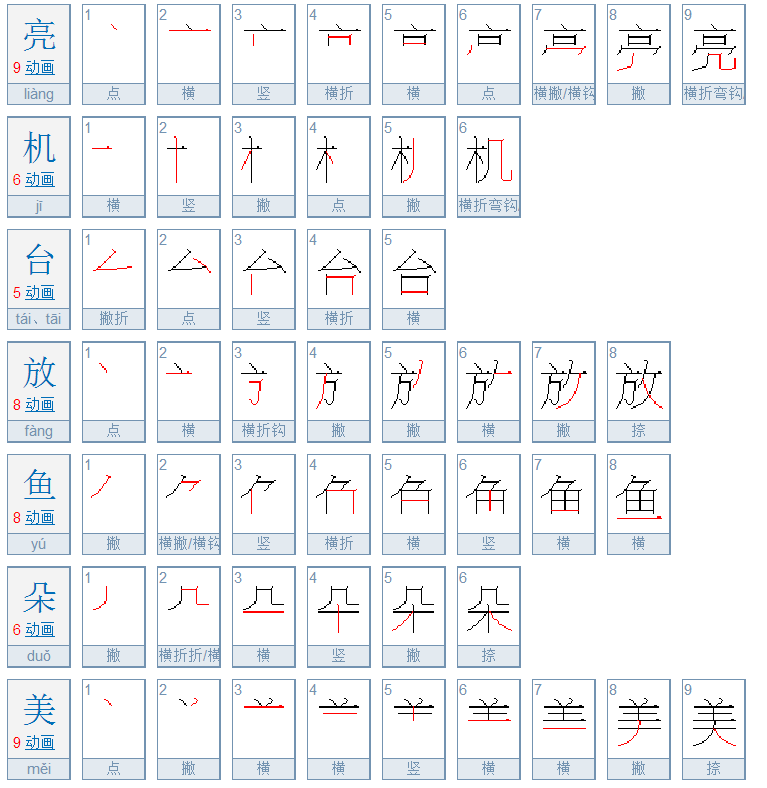 亮 1 2 3 4 5 6 7 8 9
9 动画
liàng 点 横 竖 横折 横 点 横撇/横钩 撇 横折弯钩
机 1 2 3 4 5 6
6 动画
jī 横 竖 撇 点 撇 横折弯钩
台 1 2 3 4 5
5 动画
tái、tāi 撇折 点 竖 横折 横
放 1 2 3 4 5 6 7 8
8 动画
fàng 点 横 横折钩 撇 撇 横 撇 捺
鱼 1 2 3 4 5 6 7 8
8 动画
yú 撇 横撇/横钩 竖 横折 横 竖 横 横
朵 1 2 3 4 5 6
6 动画
duǒ 撇 横折折/横 横 竖 撇 捺
美 1 2 3 4 5 6 7 8 9
9 动画
měi 点 撇 横 横 竖 横 横 撇 捺